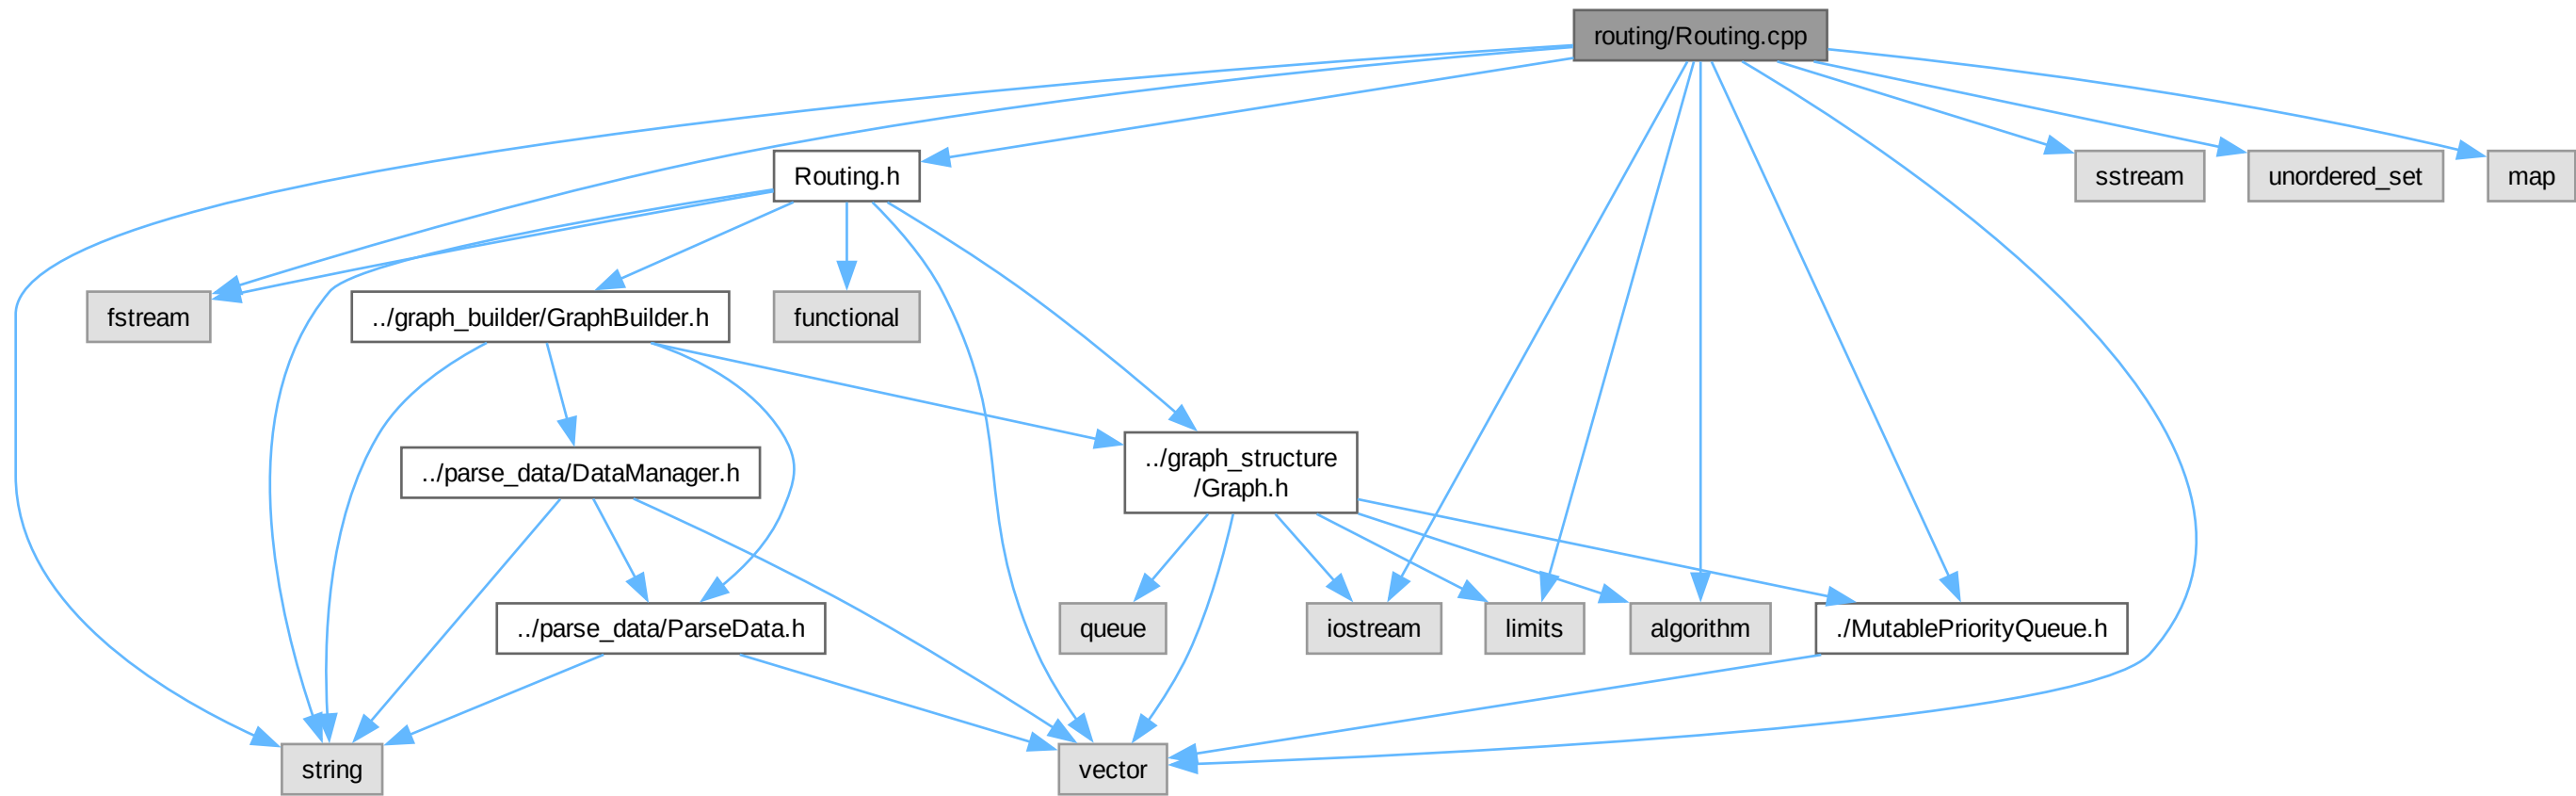 routing/Routing.cpp
Routing.h
sstream
unordered_set
map
fstream
../graph_builder/GraphBuilder.h
functional
../parse_data/DataManager.h
../graph_structure
/Graph.h
../parse_data/ParseData.h
queue
iostream
limits
algorithm
./MutablePriorityQueue.h
string
vector